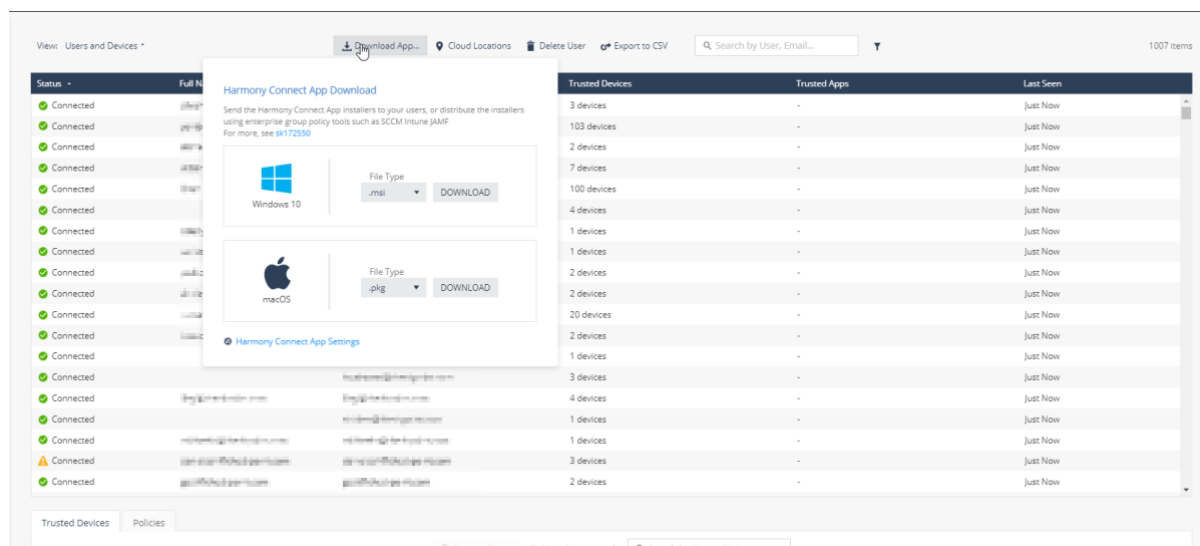 View: Users and Devices
Download App...
Cloud Locations
Delete User
Export to CSV
Search by User, Email...
1007 items
Status Full N Trusted Devices Trusted Apps Last Seen
Harmony Connect App Download
Send the Harmony Connect App installers to your users, or distribute the installers
using enterprise group policy tools such as SCCM Intune JAMF
For more, see sk172550
File Type
.msi DOWNLOAD
Windows 10
File Type
.pkg DOWNLOAD
macOS
Harmony Connect App Settings
Connected 3 devices - Just Now
Connected 103 devices - Just Now
Connected 2 devices - Just Now
Connected 7 devices - Just Now
Connected 100 devices - Just Now
Connected 4 devices - Just Now
Connected 1 devices - Just Now
Connected 1 devices - Just Now
Connected 2 devices - Just Now
Connected 2 devices - Just Now
Connected 20 devices - Just Now
Connected 2 devices - Just Now
Connected 1 devices - Just Now
Connected 3 devices - Just Now
Connected 4 devices - Just Now
Connected 1 devices - Just Now
Connected 1 devices - Just Now
Connected 3 devices - Just Now
Connected 2 devices - Just Now
Trusted Devices Policies